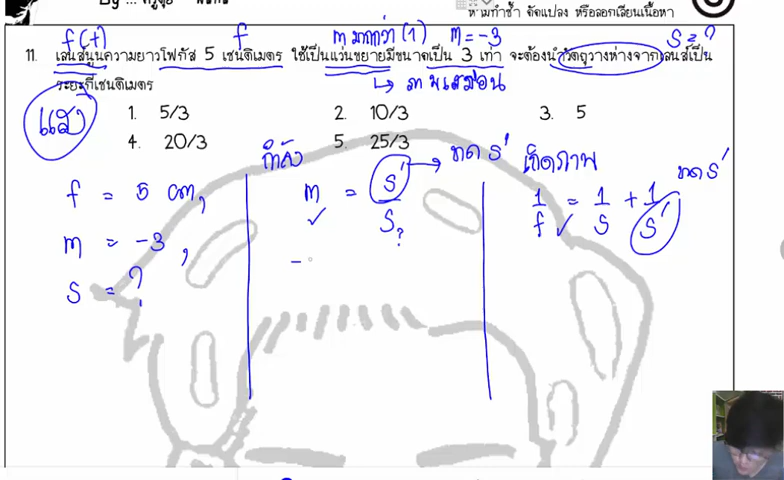 ห้ามทำซ้ำ ดัดแปลง หรือลอกเลียนเนื้อหา
f(+) f m มากกว่า (1) m = -3 S = ?
11. เลนส์นูนความยาวโฟกัส 5 เซนติเมตร ใช้เป็นแว่นขยายมีขนาดเป็น 3 เท่า จะต้องนำวัตถุวางห่างจากเลนส์เป็น
ระยะกี่เซนติเมตร
ภาพเสมือน
แสง
1. 5/3 2. 10/3 3. 5
4. 20/3 5. 25/3
กำลัง หาด S' เกิดภาพ หาด S'
f = 5 cm, m = S'/S ? 1/f = 1/S + 1/S'
m = -3 ,
-
S = ?